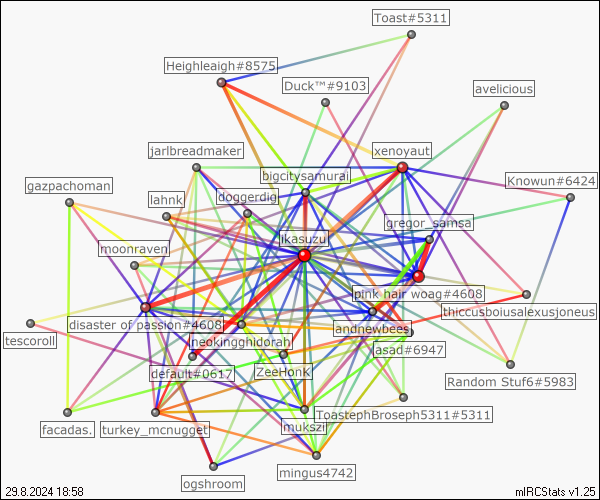 Toast#5311
Heighleaigh#8575
Duck™#9103
avelicious
jarlbreadmaker
xenoyaut
bigcitysamurai
gazpachoman
Knowun#6424
lahnk
doggerdig
gregor_samsa
ikasuzu
moonraven
pink hair woag#4608
thiccusboiusalexusjoneus
disaster of passion#4608
andnewbees
tescoroll
neokingghidorah
asad#6947
default#0617
ZeeHonk
Random Stuf6#5983
ToastephBroseph5311#5311
facadas.
turkey_mcnugget
mukszi
mingus4742
ogshroom
29.8.2024 18:58
mIRCStats v1.25